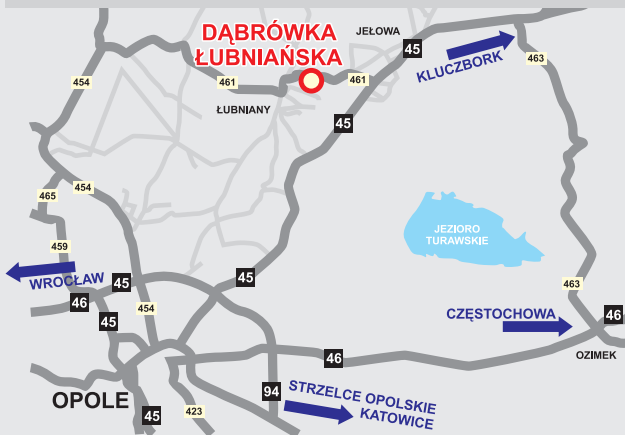 DĄBRÓWKA
ŁUBNIAŃSKA
JEŁOWA
45
KLUCZBORK
463
454
461
461
ŁUBNIANY
45
454
465
459
WROCŁAW
46
45
45
454
45
JEZIORO
TURAWSKIE
463
CZĘSTOCHOWA
46
OZIMEK
46
OPOLE
45
423
94
STRZELCE OPOLSKIE
KATOWICE